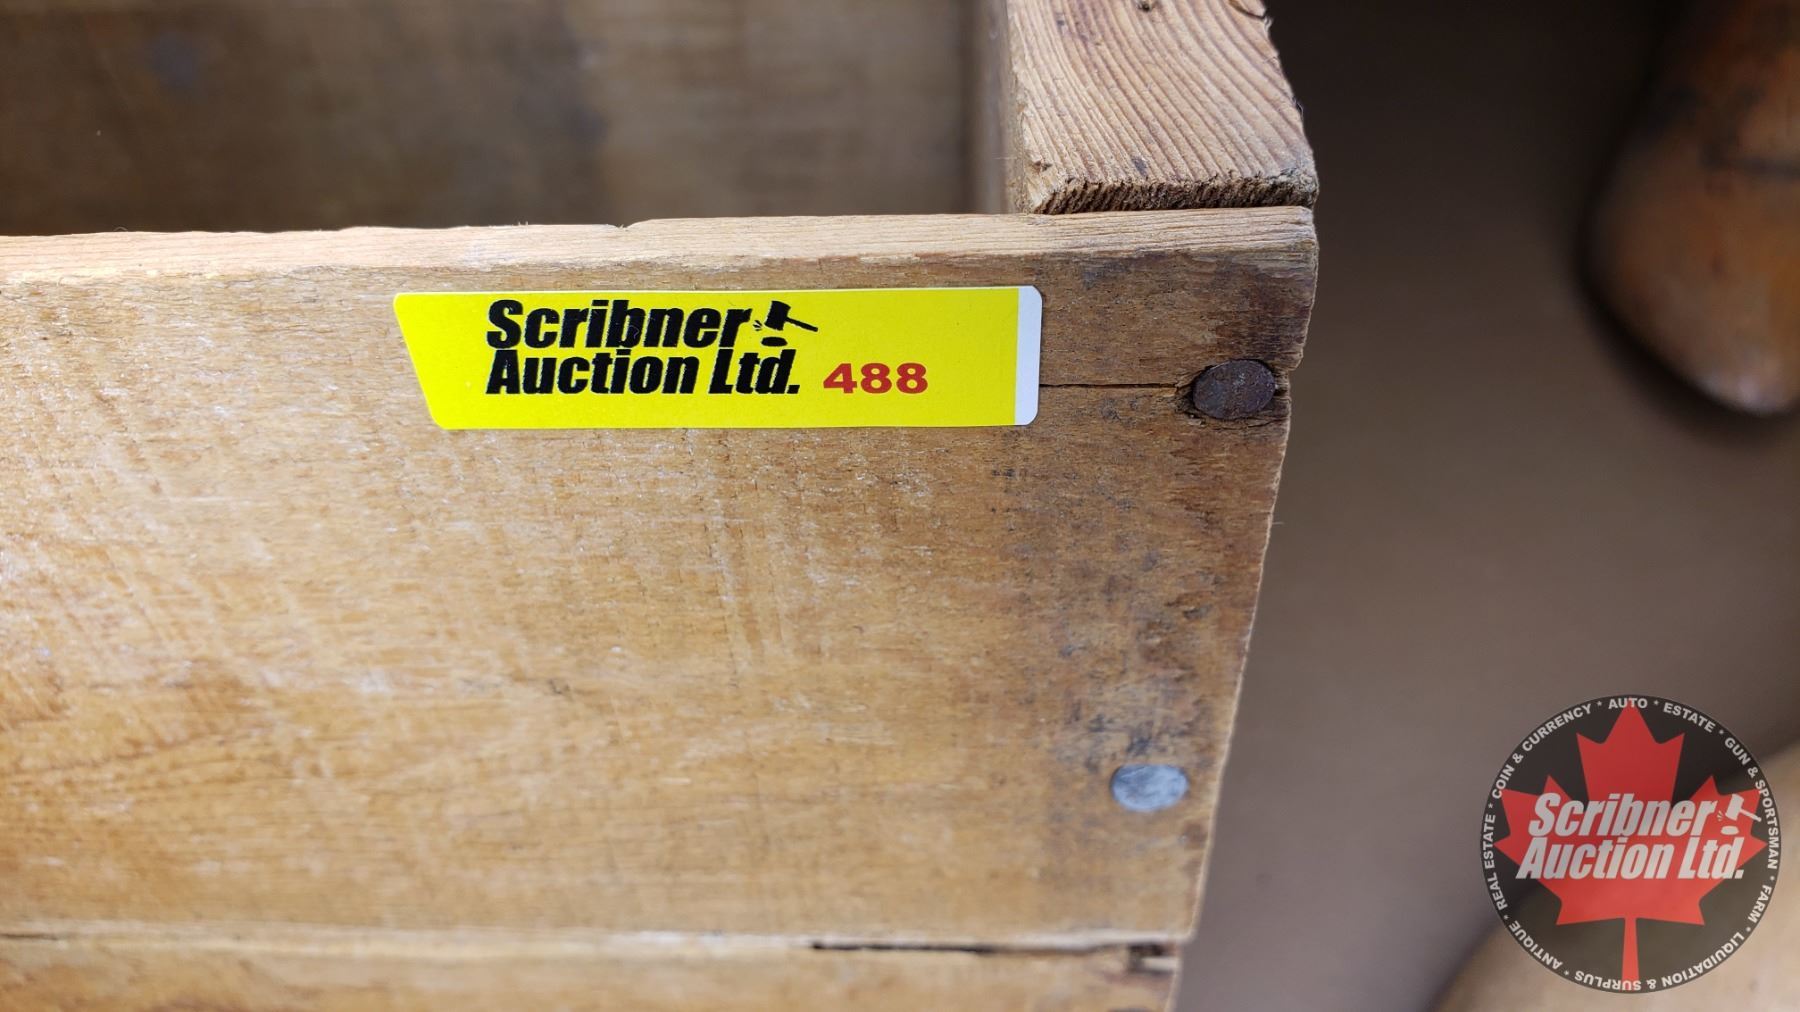 Scribner
Auction Ltd. 488
REAL ESTATE * COIN & CURRENCY * AUTO * ESTATE * GUN & SPORTSMAN * FARM * LIQUIDATION & SURPLUS * ANTIQUE *
Scribner
Auction Ltd.